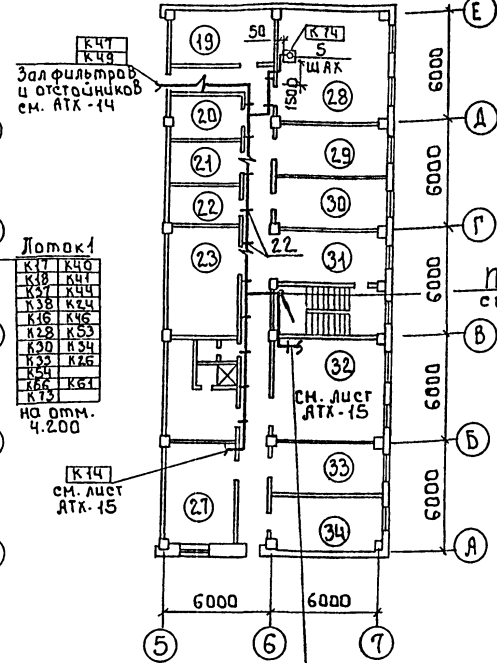 К47
К49
Зал фильтров
и отстойников
см. АТХ-14
19
50
К74
5
ШАХ
1500
28
Е
6000
20
Д
21
29
6000
22
30
Г
22
23
31
6000
Поток 1
К17 К40
К18 К41
К37 К44
К38 К24
К16 К46
К28 К53
К30 К34
К33 К26
К54
К66 К61
К73
на отм.
4.200
П
В
32
см. лист
АТХ-15
6000
Б
К14
см. лист
АТХ-15
33
27
6000
34
А
6000 6000
5 6 7